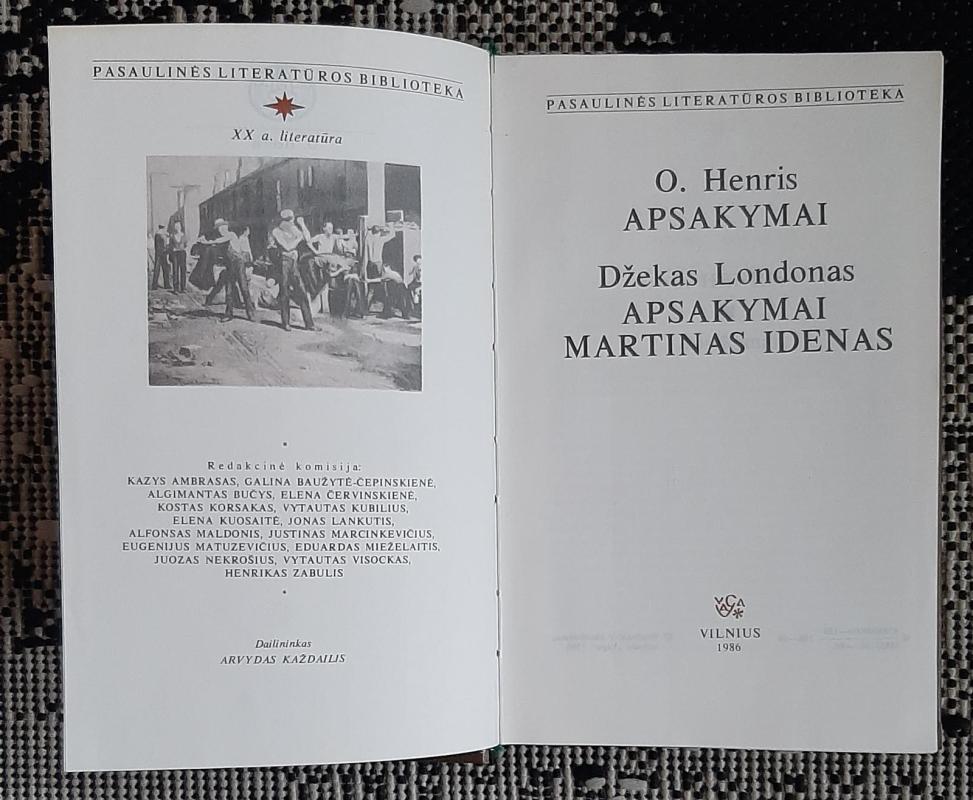 PASAULINĖS LITERATŪROS BIBLIOTEKA
XX a. literatūra
Redakcinė komisija:
KAZYS AMBRASAS, GALINA BAUŽYTĖ-ČEPINSKIENĖ,
ALGIMANTAS BUČYS, ELENA ČERVINSKIENĖ,
KOSTAS KORSAKAS, VYTAUTAS KUBILIUS,
ELENA KUOSAITĖ, JONAS LANKUTIS,
ALFONSAS MALDONIS, JUSTINAS MARCINKEVIČIUS,
EUGENIJUS MATUZEVIČIUS, EDUARDAS MIEŽELAITIS,
JUOZAS NEKROŠIUS, VYTAUTAS VISOCKAS,
HENRIKAS ZABULIS
Dailininkas
ARVYDAS KAŽDAILIS
PASAULINĖS LITERATŪROS BIBLIOTEKA
O. Henris
APSAKYMAI
Džekas Londonas
APSAKYMAI
MARTINAS IDENAS
VILNIUS
1986